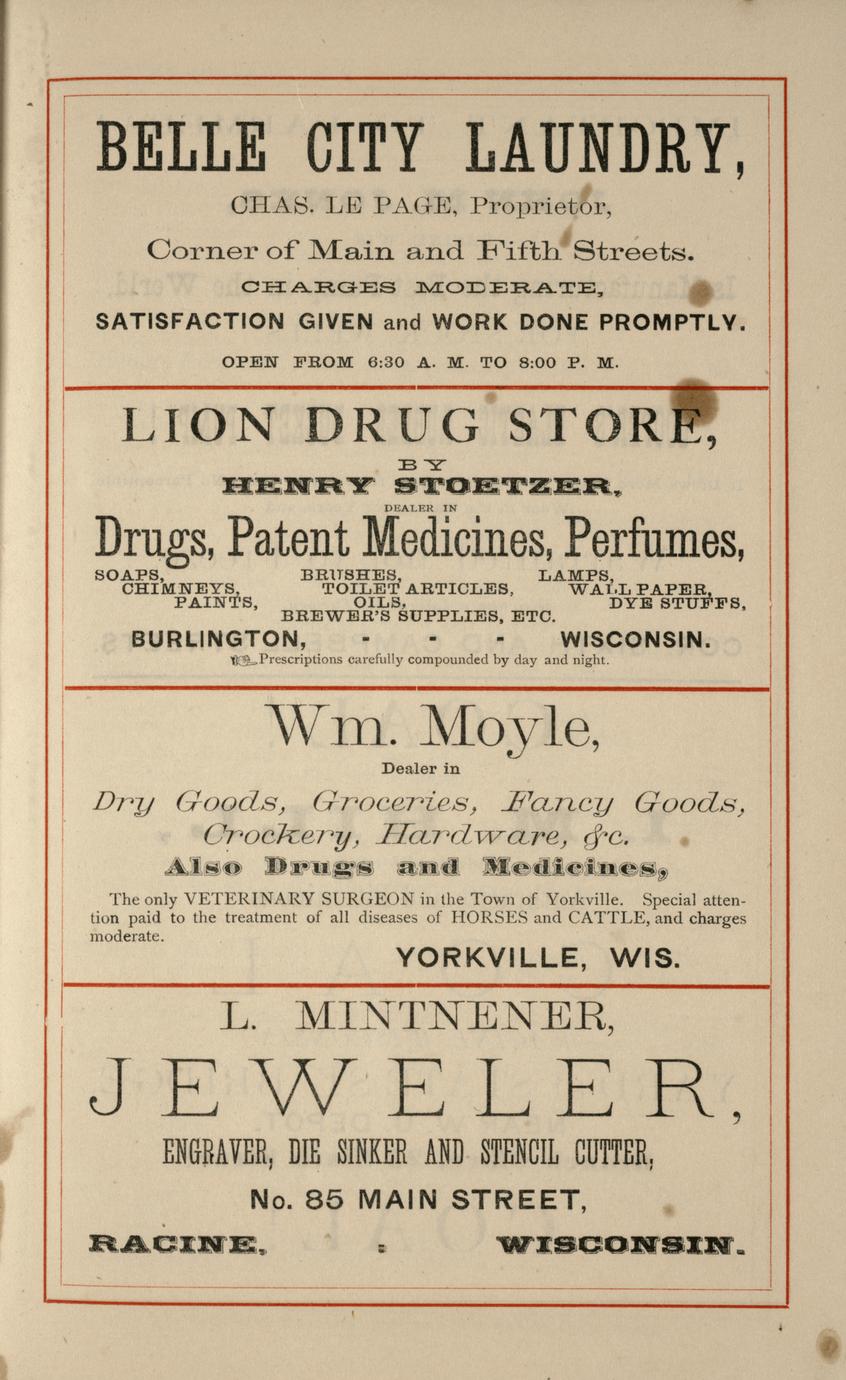 BELLE CITY LAUNDRY,
CHAS. LE PAGE, Proprietor,
Corner of Main and Fifth Streets.
CHARGES MODERATE,
SATISFACTION GIVEN and WORK DONE PROMPTLY.
OPEN FROM 6:30 A. M. TO 8:00 P. M.
LION DRUG STORE,
BY
HENRY STOETZER,
DEALER IN
Drugs, Patent Medicines, Perfumes,
SOAPS, BRUSHES, LAMPS,
CHIMNEYS, TOILET ARTICLES, WALL PAPER,
PAINTS, OILS, DYE STUFFS,
BREWER'S SUPPLIES, ETC.
BURLINGTON, - - - WISCONSIN.
☞Prescriptions carefully compounded by day and night.
Wm. Moyle,
Dealer in
Dry Goods, Groceries, Fancy Goods,
Crockery, Hardware, &c.
Also Drugs and Medicines,
The only VETERINARY SURGEON in the Town of Yorkville. Special atten-
tion paid to the treatment of all diseases of HORSES and CATTLE, and charges
moderate.
YORKVILLE, WIS.
L. MINTNENER,
JEWELER,
ENGRAVER, DIE SINKER AND STENCIL CUTTER,
No. 85 MAIN STREET,
RACINE, : WISCONSIN.